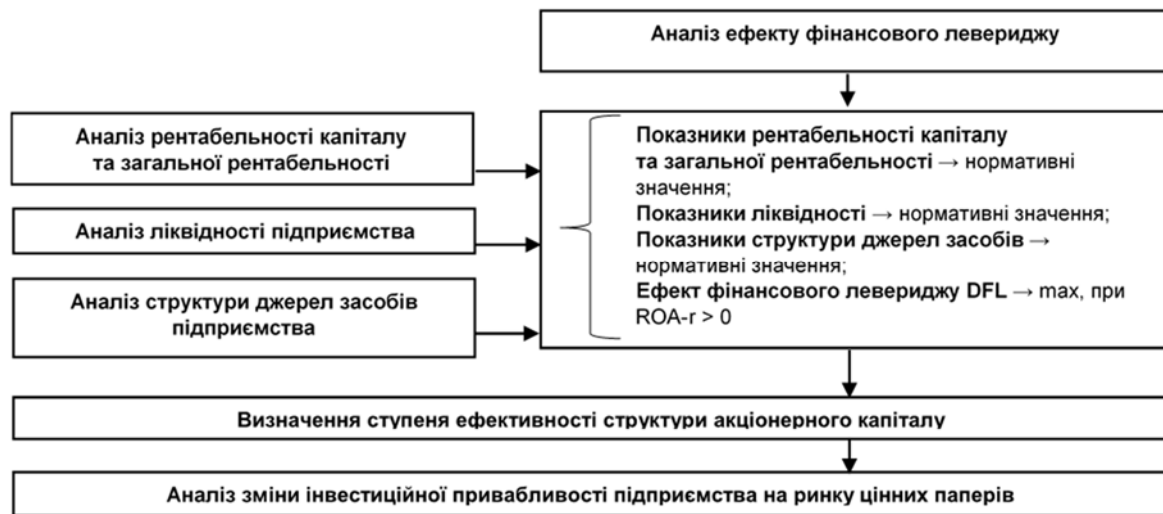 Аналіз ефекту фінансового левериджу
Аналіз рентабельності капіталу
та загальної рентабельності
Аналіз ліквідності підприємства
Аналіз структури джерел засобів
підприємства
Показники рентабельності капіталу
та загальної рентабельності → нормативні
значення;
Показники ліквідності → нормативні значення;
Показники структури джерел засобів →
нормативні значення;
Ефект фінансового левериджу DFL → max, при
ROA-r > 0
Визначення ступеня ефективності структури акціонерного капіталу
Аналіз зміни інвестиційної привабливості підприємства на ринку цінних паперів